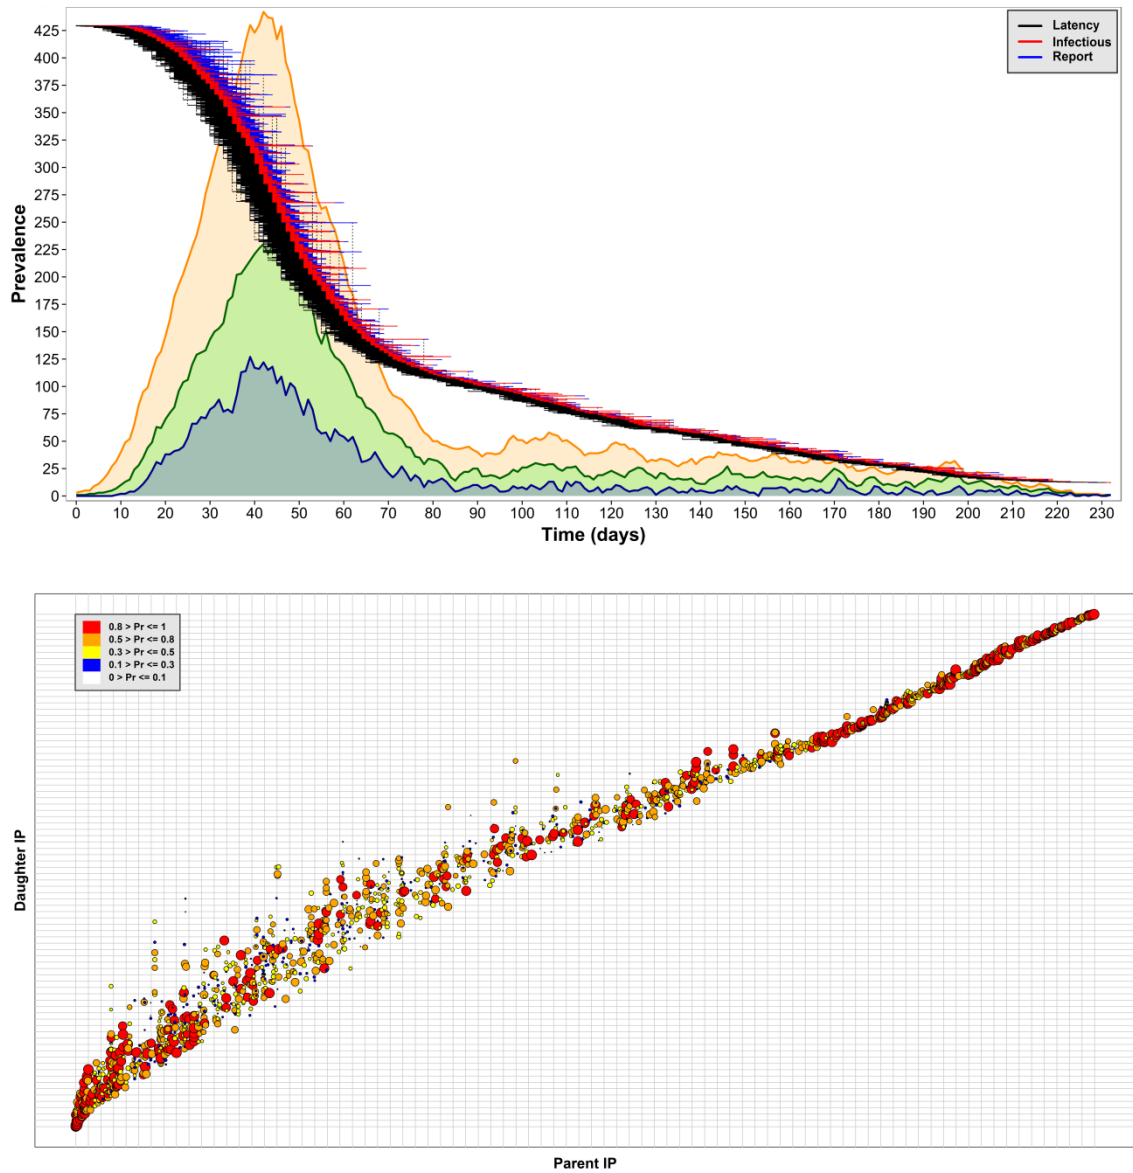 425
400
375
350
325
300
275
250
225
200
175
150
125
100
75
50
25
0
Prevalence
Latency
Infectious
Report
0 10 20 30 40 50 60 70 80 90 100 110 120 130 140 150 160 170 180 190 200 210 220 230
Time (days)
0.8 > Pr <= 1
0.5 > Pr <= 0.8
0.3 > Pr <= 0.5
0.1 > Pr <= 0.3
0 > Pr <= 0.1
Daughter IP
Parent IP